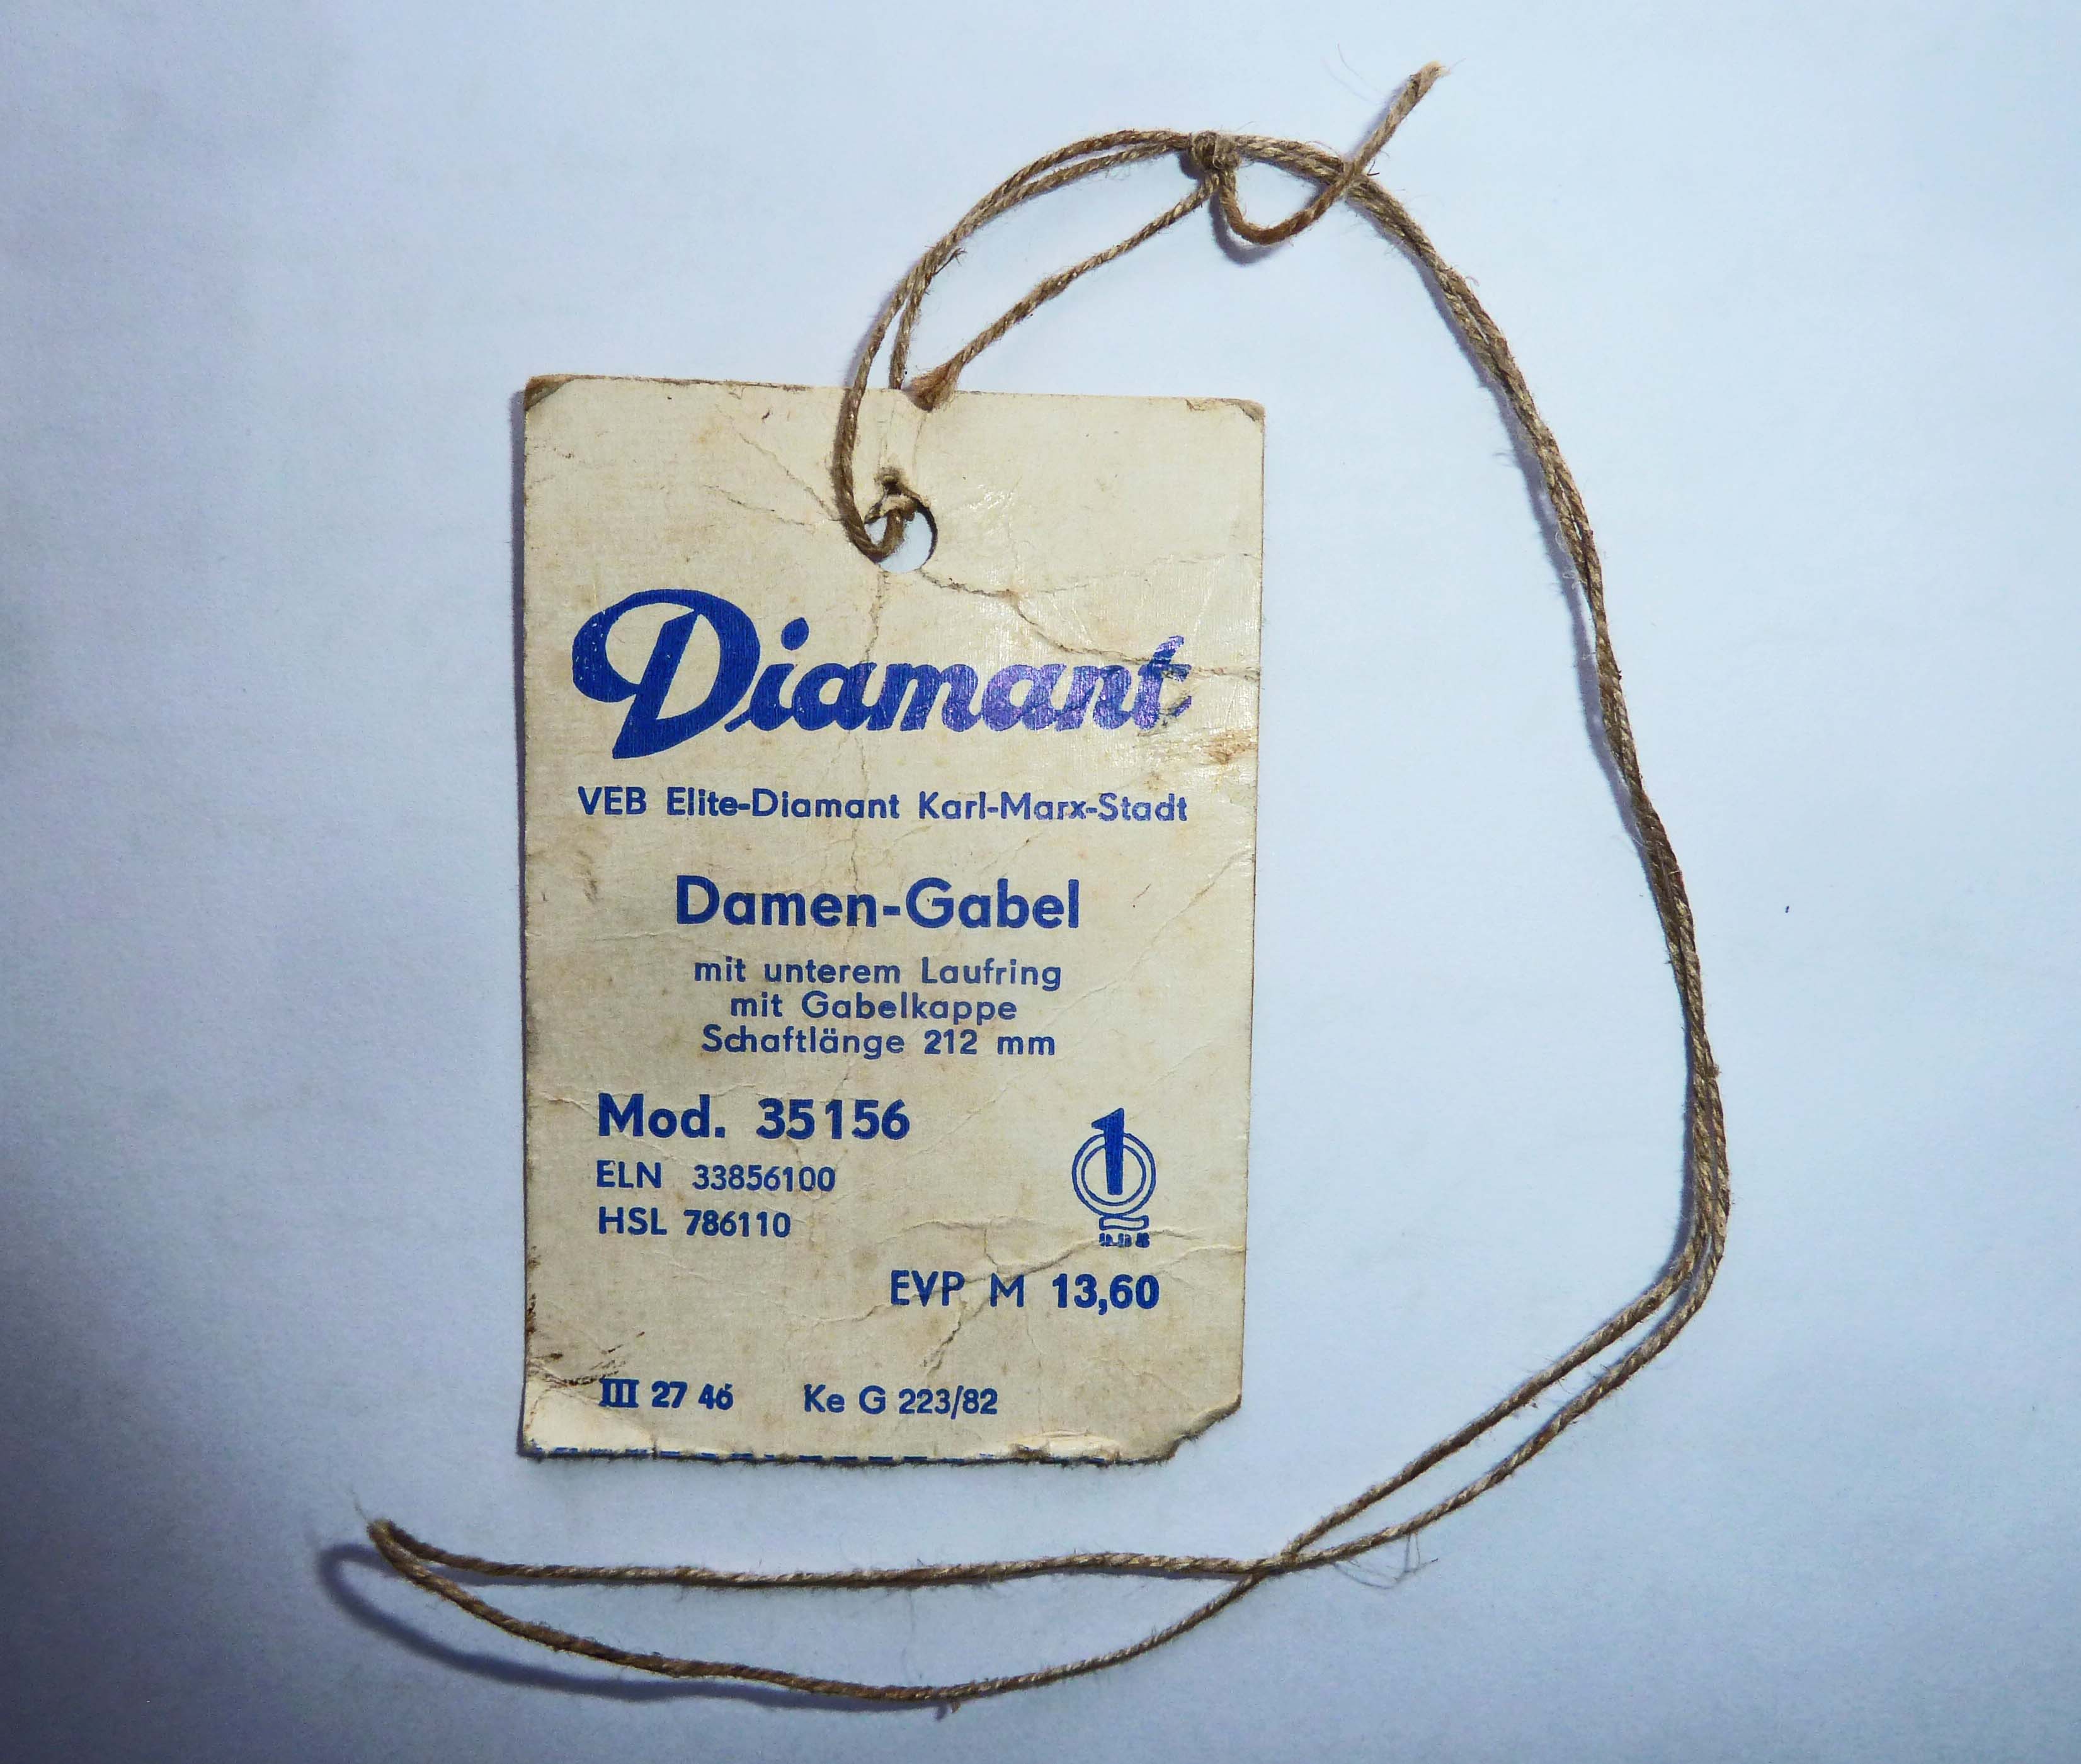 Diamant
VEB Elite-Diamant Karl-Marx-Stadt
Damen-Gabel
mit unterem Laufring
mit Gabelkappe
Schaftlänge 212 mm
Mod. 35156
ELN 33856100
HSL 786110
1
EVP M 13,60
III 27 46 Ke G 223/82